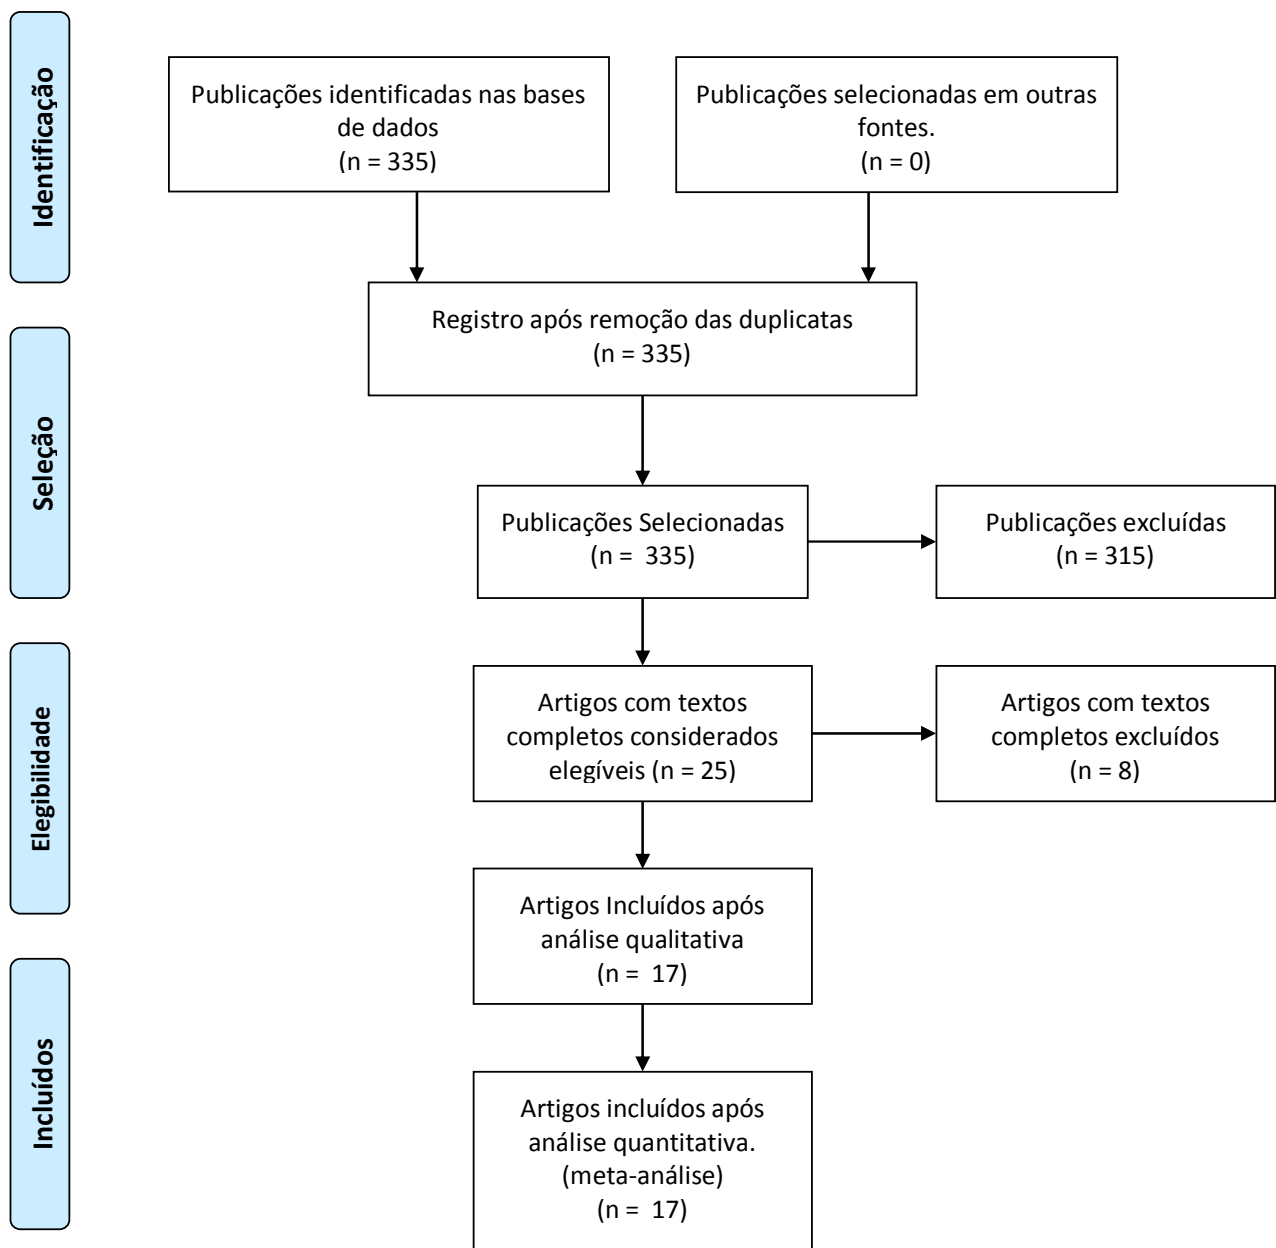 Identificação
Publicações identificadas nas bases
de dados
(n = 335)
Publicações selecionadas em outras
fontes.
(n = 0)
Registro após remoção das duplicatas
(n = 335)
Seleção
Publicações Selecionadas
(n =  335)
Publicações excluídas
(n = 315)
Elegibilidade
Artigos com textos
completos considerados
elegíveis (n = 25)
Artigos com textos
completos excluídos
(n = 8)
Artigos Incluídos após
análise qualitativa
(n =  17)
Incluídos
Artigos incluídos após
análise quantitativa.
(meta-análise)
(n =  17)